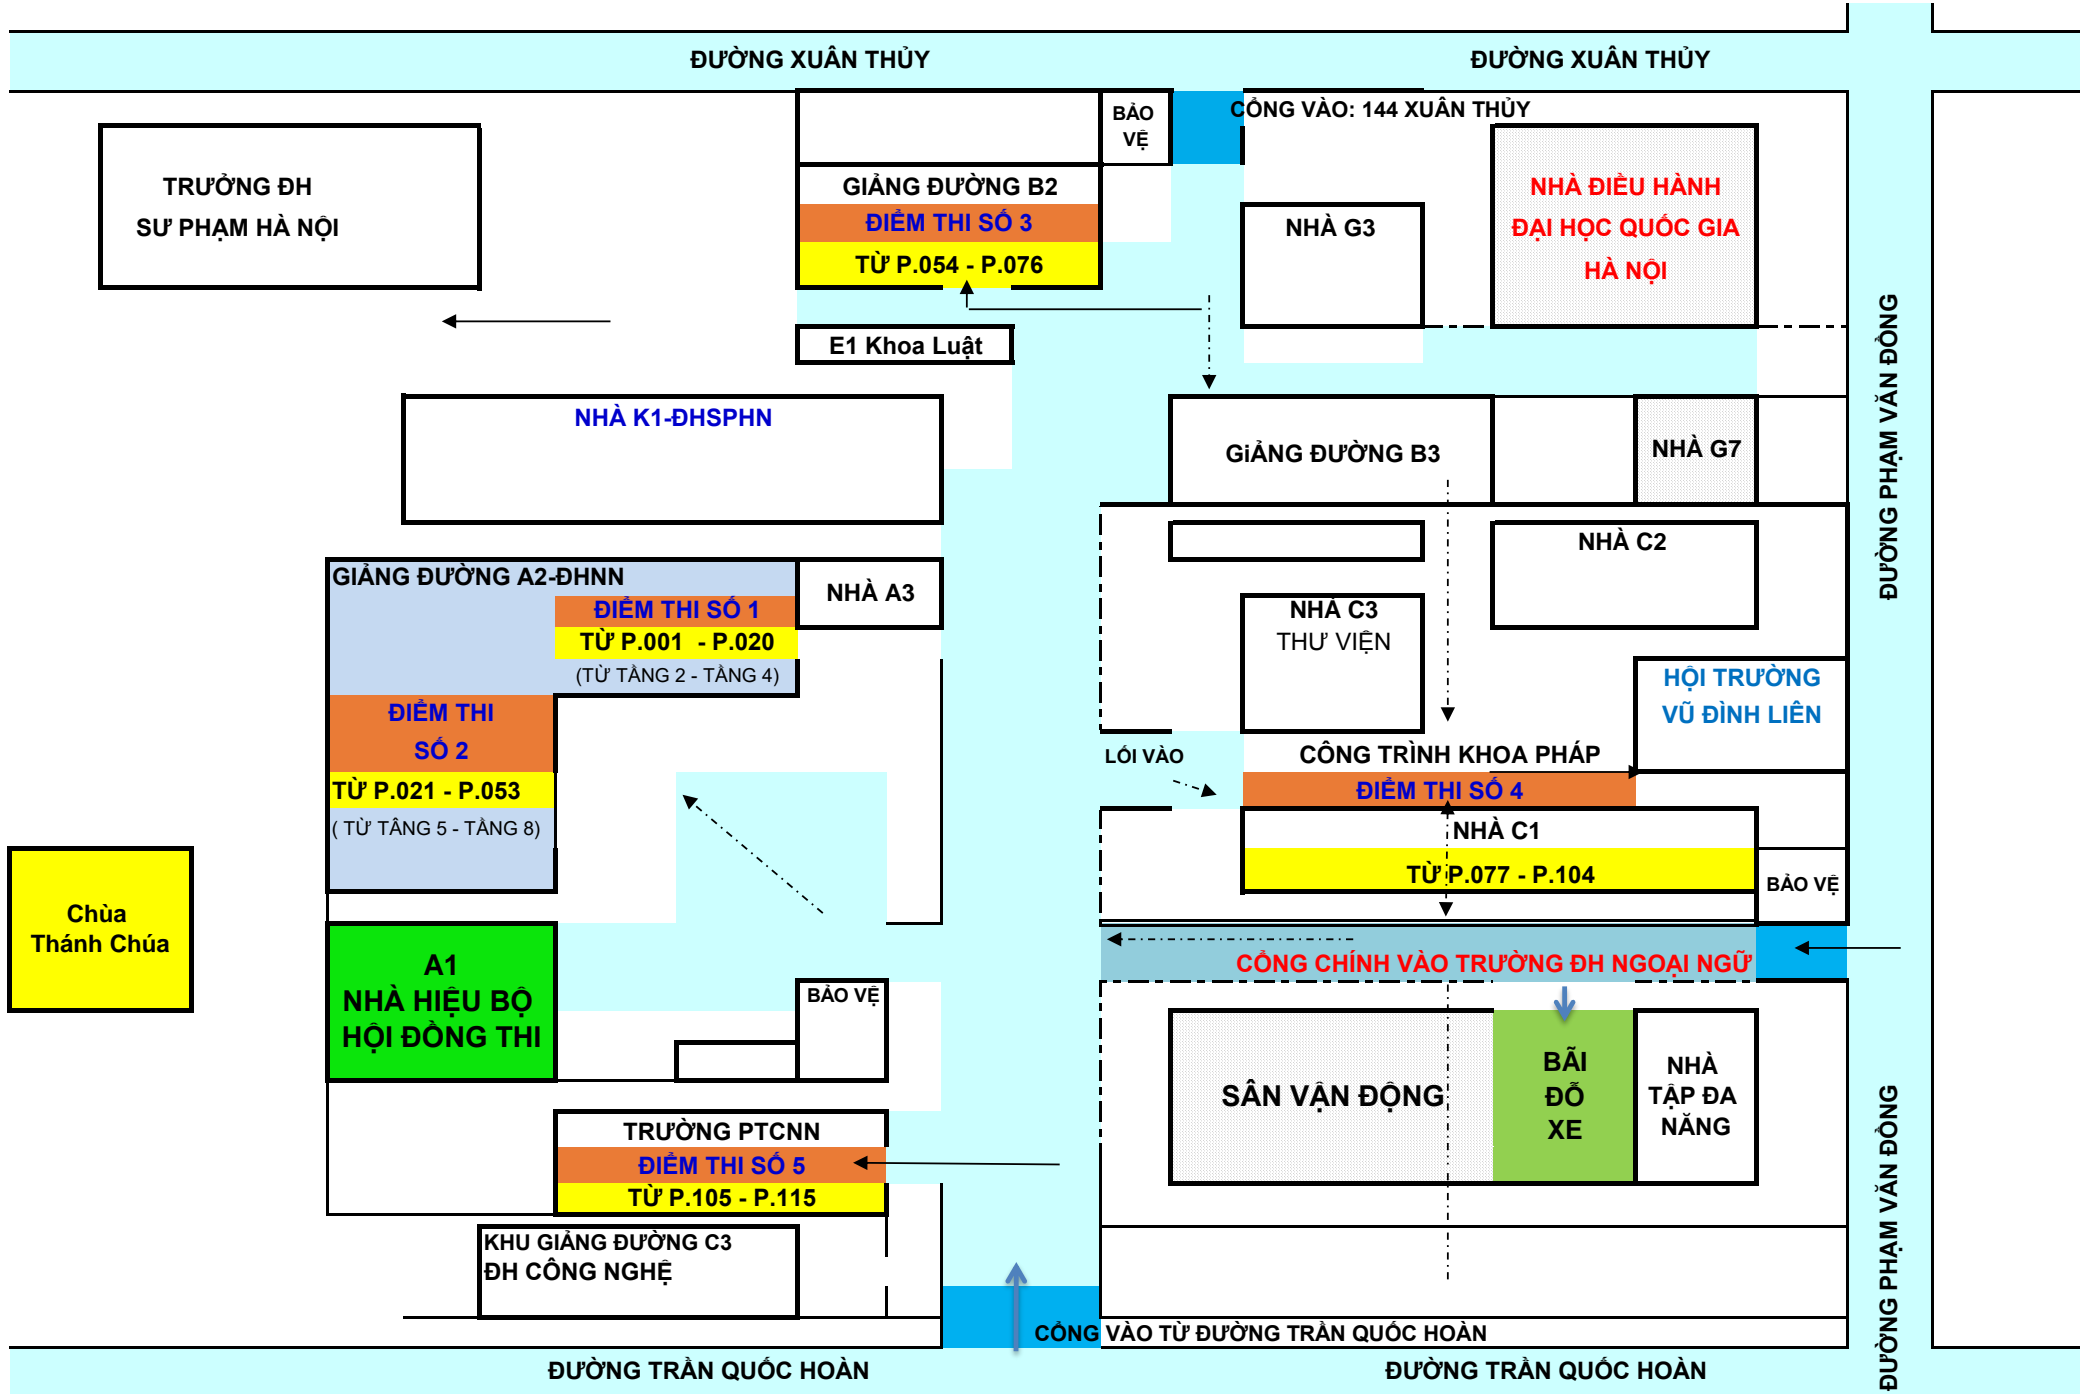 ĐƯỜNG XUÂN THỦY
ĐƯỜNG XUÂN THỦY
BẢO
VỆ
CỔNG VÀO: 144 XUÂN THỦY
TRƯỞNG ĐH
SƯ PHẠM HÀ NỘI
GIẢNG ĐƯỜNG B2
ĐIỂM THI SỐ 3
TỪ P.054 - P.076
NHÀ G3
NHÀ ĐIỀU HÀNH
ĐẠI HỌC QUỐC GIA
HÀ NỘI
E1 Khoa Luật
ĐƯỜNG PHẠM VĂN ĐỒNG
NHÀ K1-ĐHSPHN
GiẢNG ĐƯỜNG B3
NHÀ G7
NHÀ C2
GIẢNG ĐƯỜNG A2-ĐHNN
ĐIỂM THI SỐ 1
TỪ P.001 - P.020
(TỪ TẦNG 2 - TẦNG 4)
NHÀ A3
NHÀ C3
THƯ VIỆN
HỘI TRƯỜNG
VŨ ĐÌNH LIÊN
ĐIỂM THI
SỐ 2
TỪ P.021 - P.053
( TỪ TÂNG 5 - TẦNG 8)
LỐI VÀO
CÔNG TRÌNH KHOA PHÁP
ĐIỂM THI SỐ 4
NHÀ C1
TỪ P.077 - P.104
BẢO VỆ
Chùa
Thánh Chúa
A1
NHÀ HIỆU BỘ
HỘI ĐỒNG THI
CỔNG CHÍNH VÀO TRƯỜNG ĐH NGOẠI NGỮ
BẢO VỆ
SÂN VẬN ĐỘNG
BÃI
ĐỖ
XE
NHÀ
TẬP ĐA
NĂNG
TRƯỜNG PTCNN
ĐIỂM THI SỐ 5
TỪ P.105 - P.115
ĐƯỜNG PHẠM VĂN ĐỒNG
KHU GIẢNG ĐƯỜNG C3
ĐH CÔNG NGHỆ
CỔNG VÀO TỪ ĐƯỜNG TRẦN QUỐC HOÀN
ĐƯỜNG TRẦN QUỐC HOÀN
ĐƯỜNG TRẦN QUỐC HOÀN